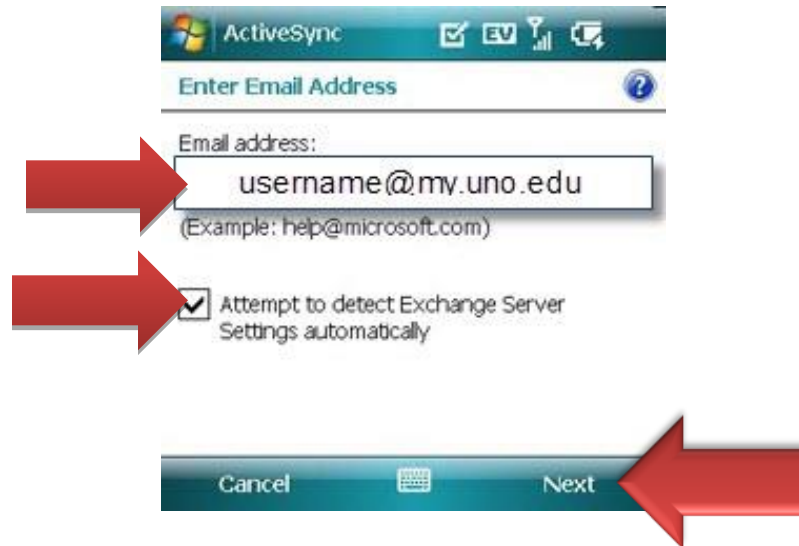 ActiveSync EV
Enter Email Address ?
Email address:
username@my.uno.edu
(Example: help@microsoft.com)
Attempt to detect Exchange Server
Settings automatically
Cancel Next